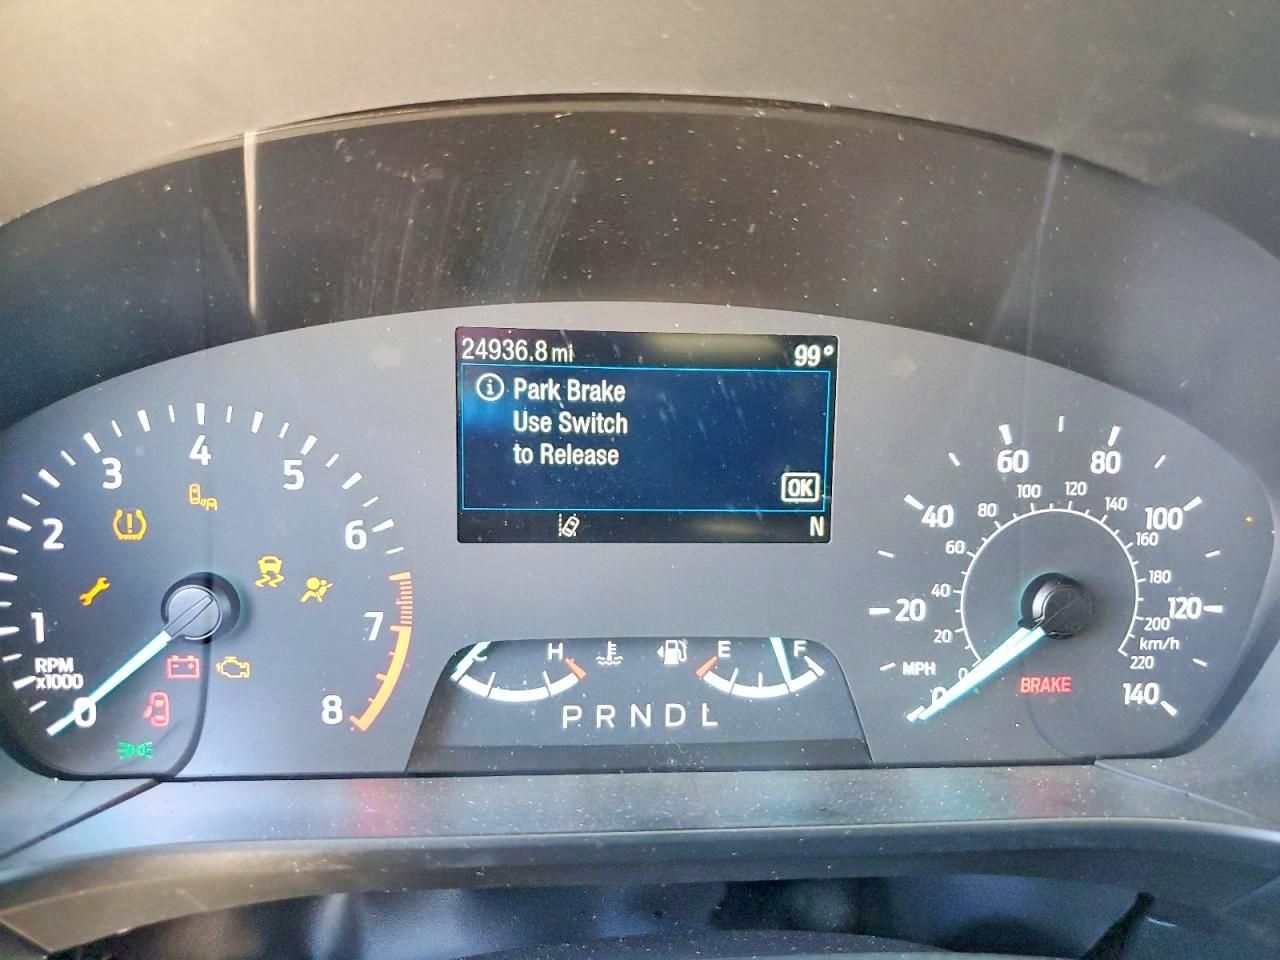 24936.8 mi 99°
Park Brake
Use Switch
to Release
OK
N
0 1 2 3 4 5 6 7 8
RPM
x1000
C H E F
P R N D L
0 20 40 60 80 100 120 140
MPH
0 20 40 60 80 100 120 140 160 180 200 220
km/h
BRAKE
A